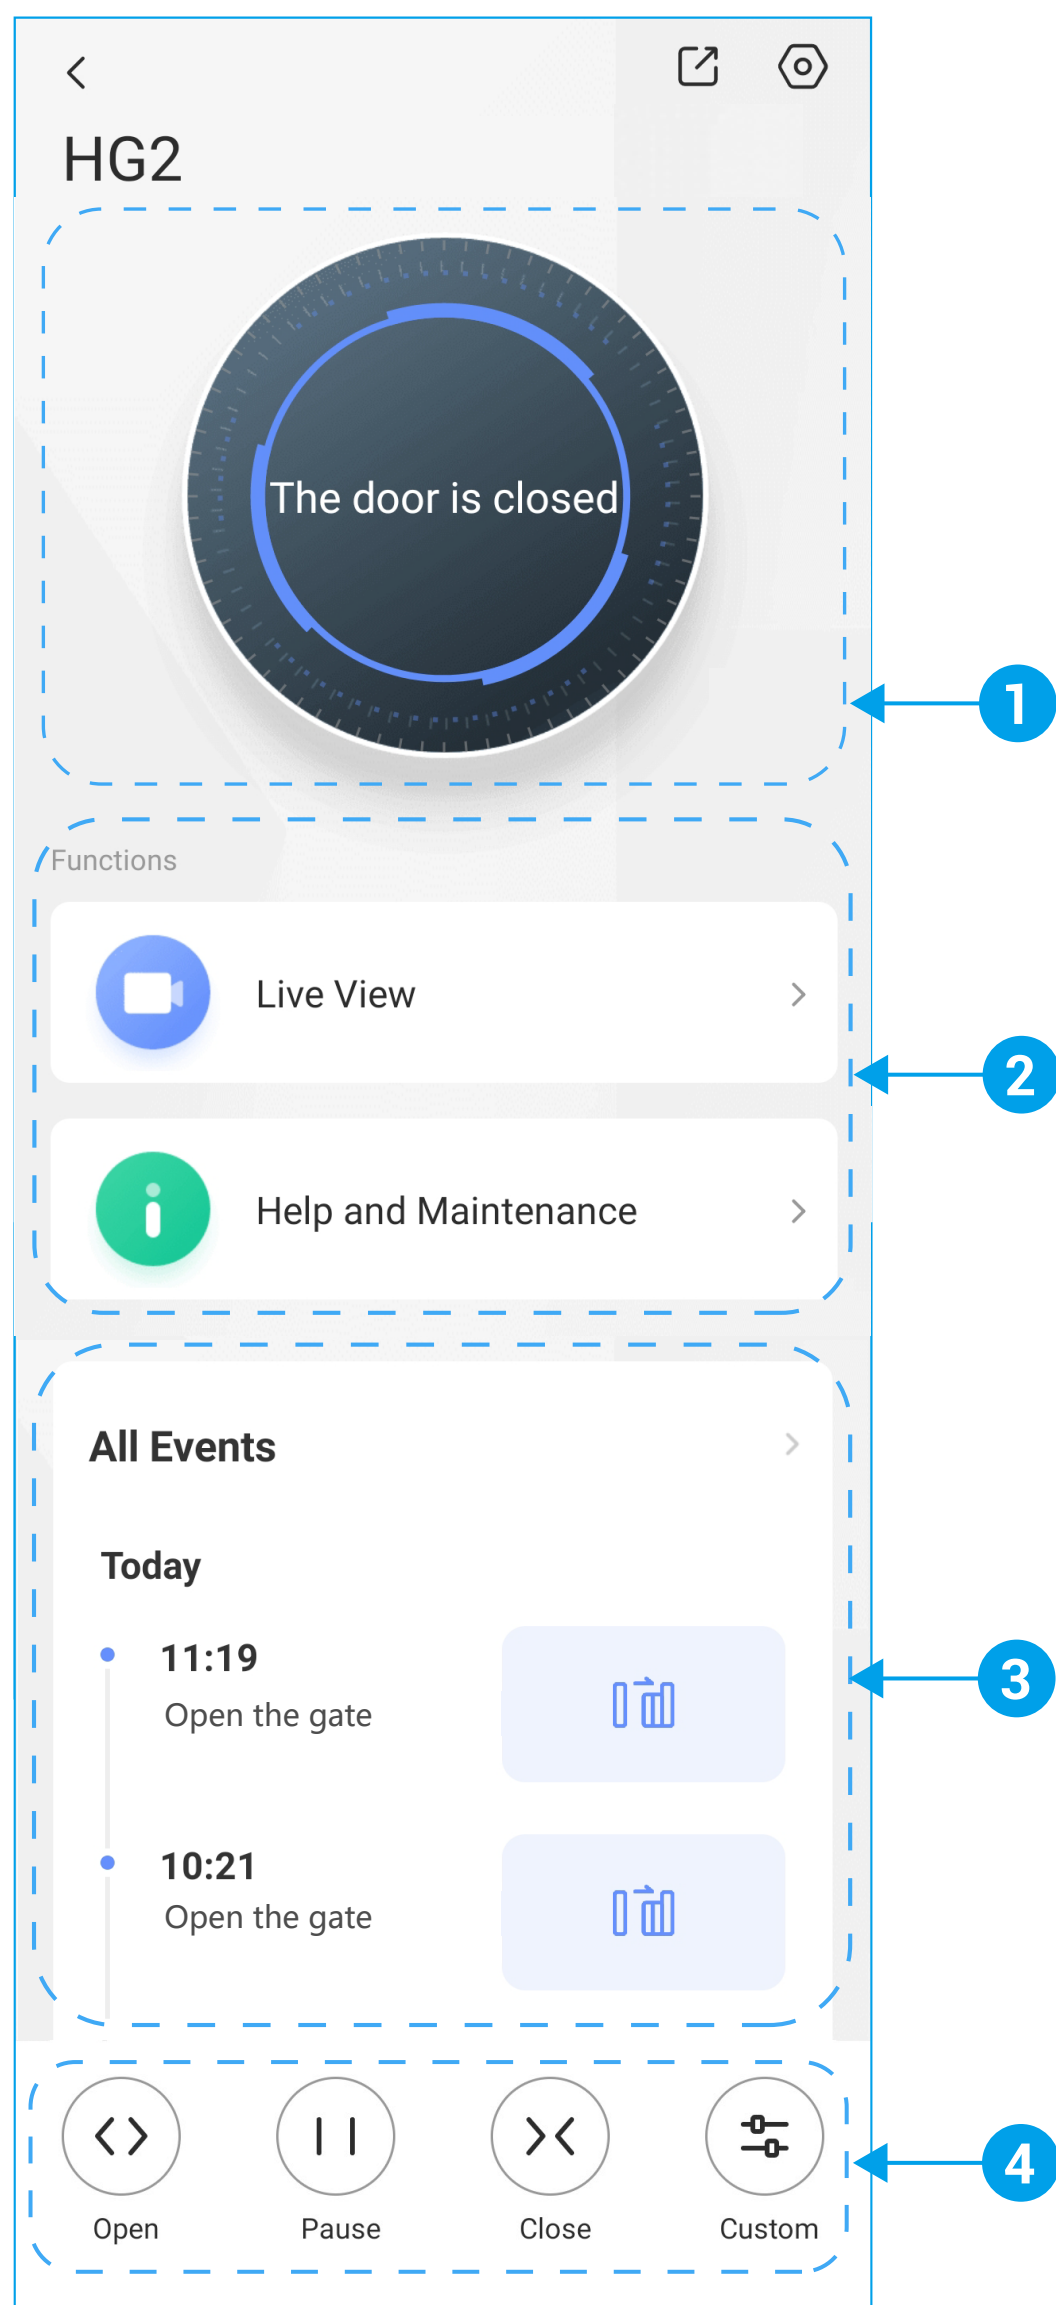 HG2
The door is closed
1
Functions
Live View
2
Help and Maintenance
All Events
Today
11:19
Open the gate
3
10:21
Open the gate
4
Open Pause Close Custom